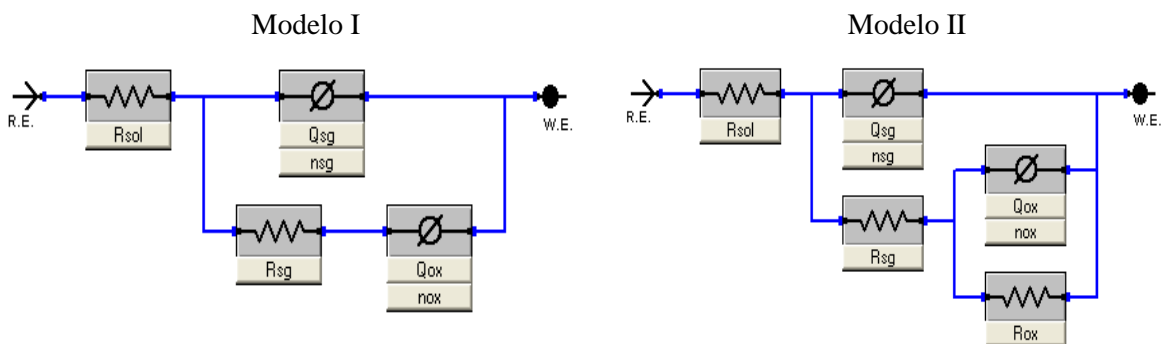 Modelo I
R.E.
Rsol
Qsg
nsg
W.E.
Rsg
Qox
nox
Modelo II
R.E.
Rsol
Qsg
nsg
W.E.
Qox
nox
Rsg
Rox